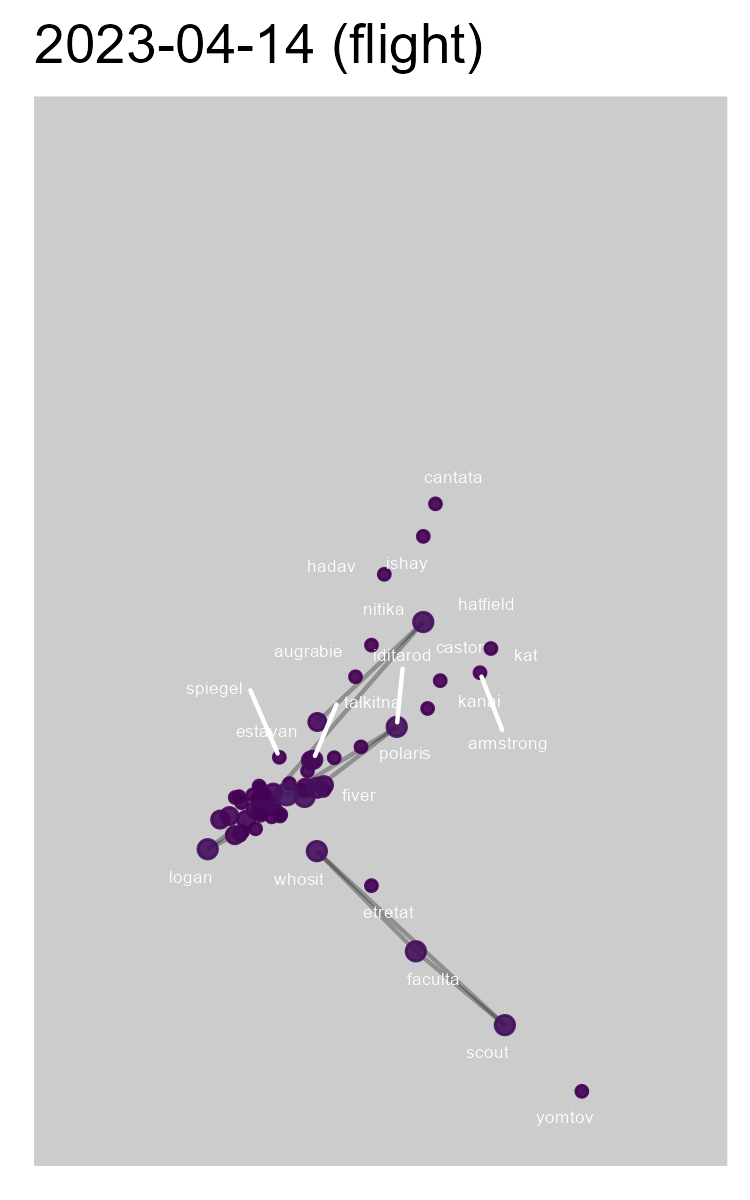 2023-04-14 (flight)
cantata
hadav
ishay
nitika
hatfield
augrabie
iditarod
castor
kat
spiegel
talkitna
kanai
estavan
polaris
armstrong
fiver
logan
whosit
etretat
faculta
scout
yomtov